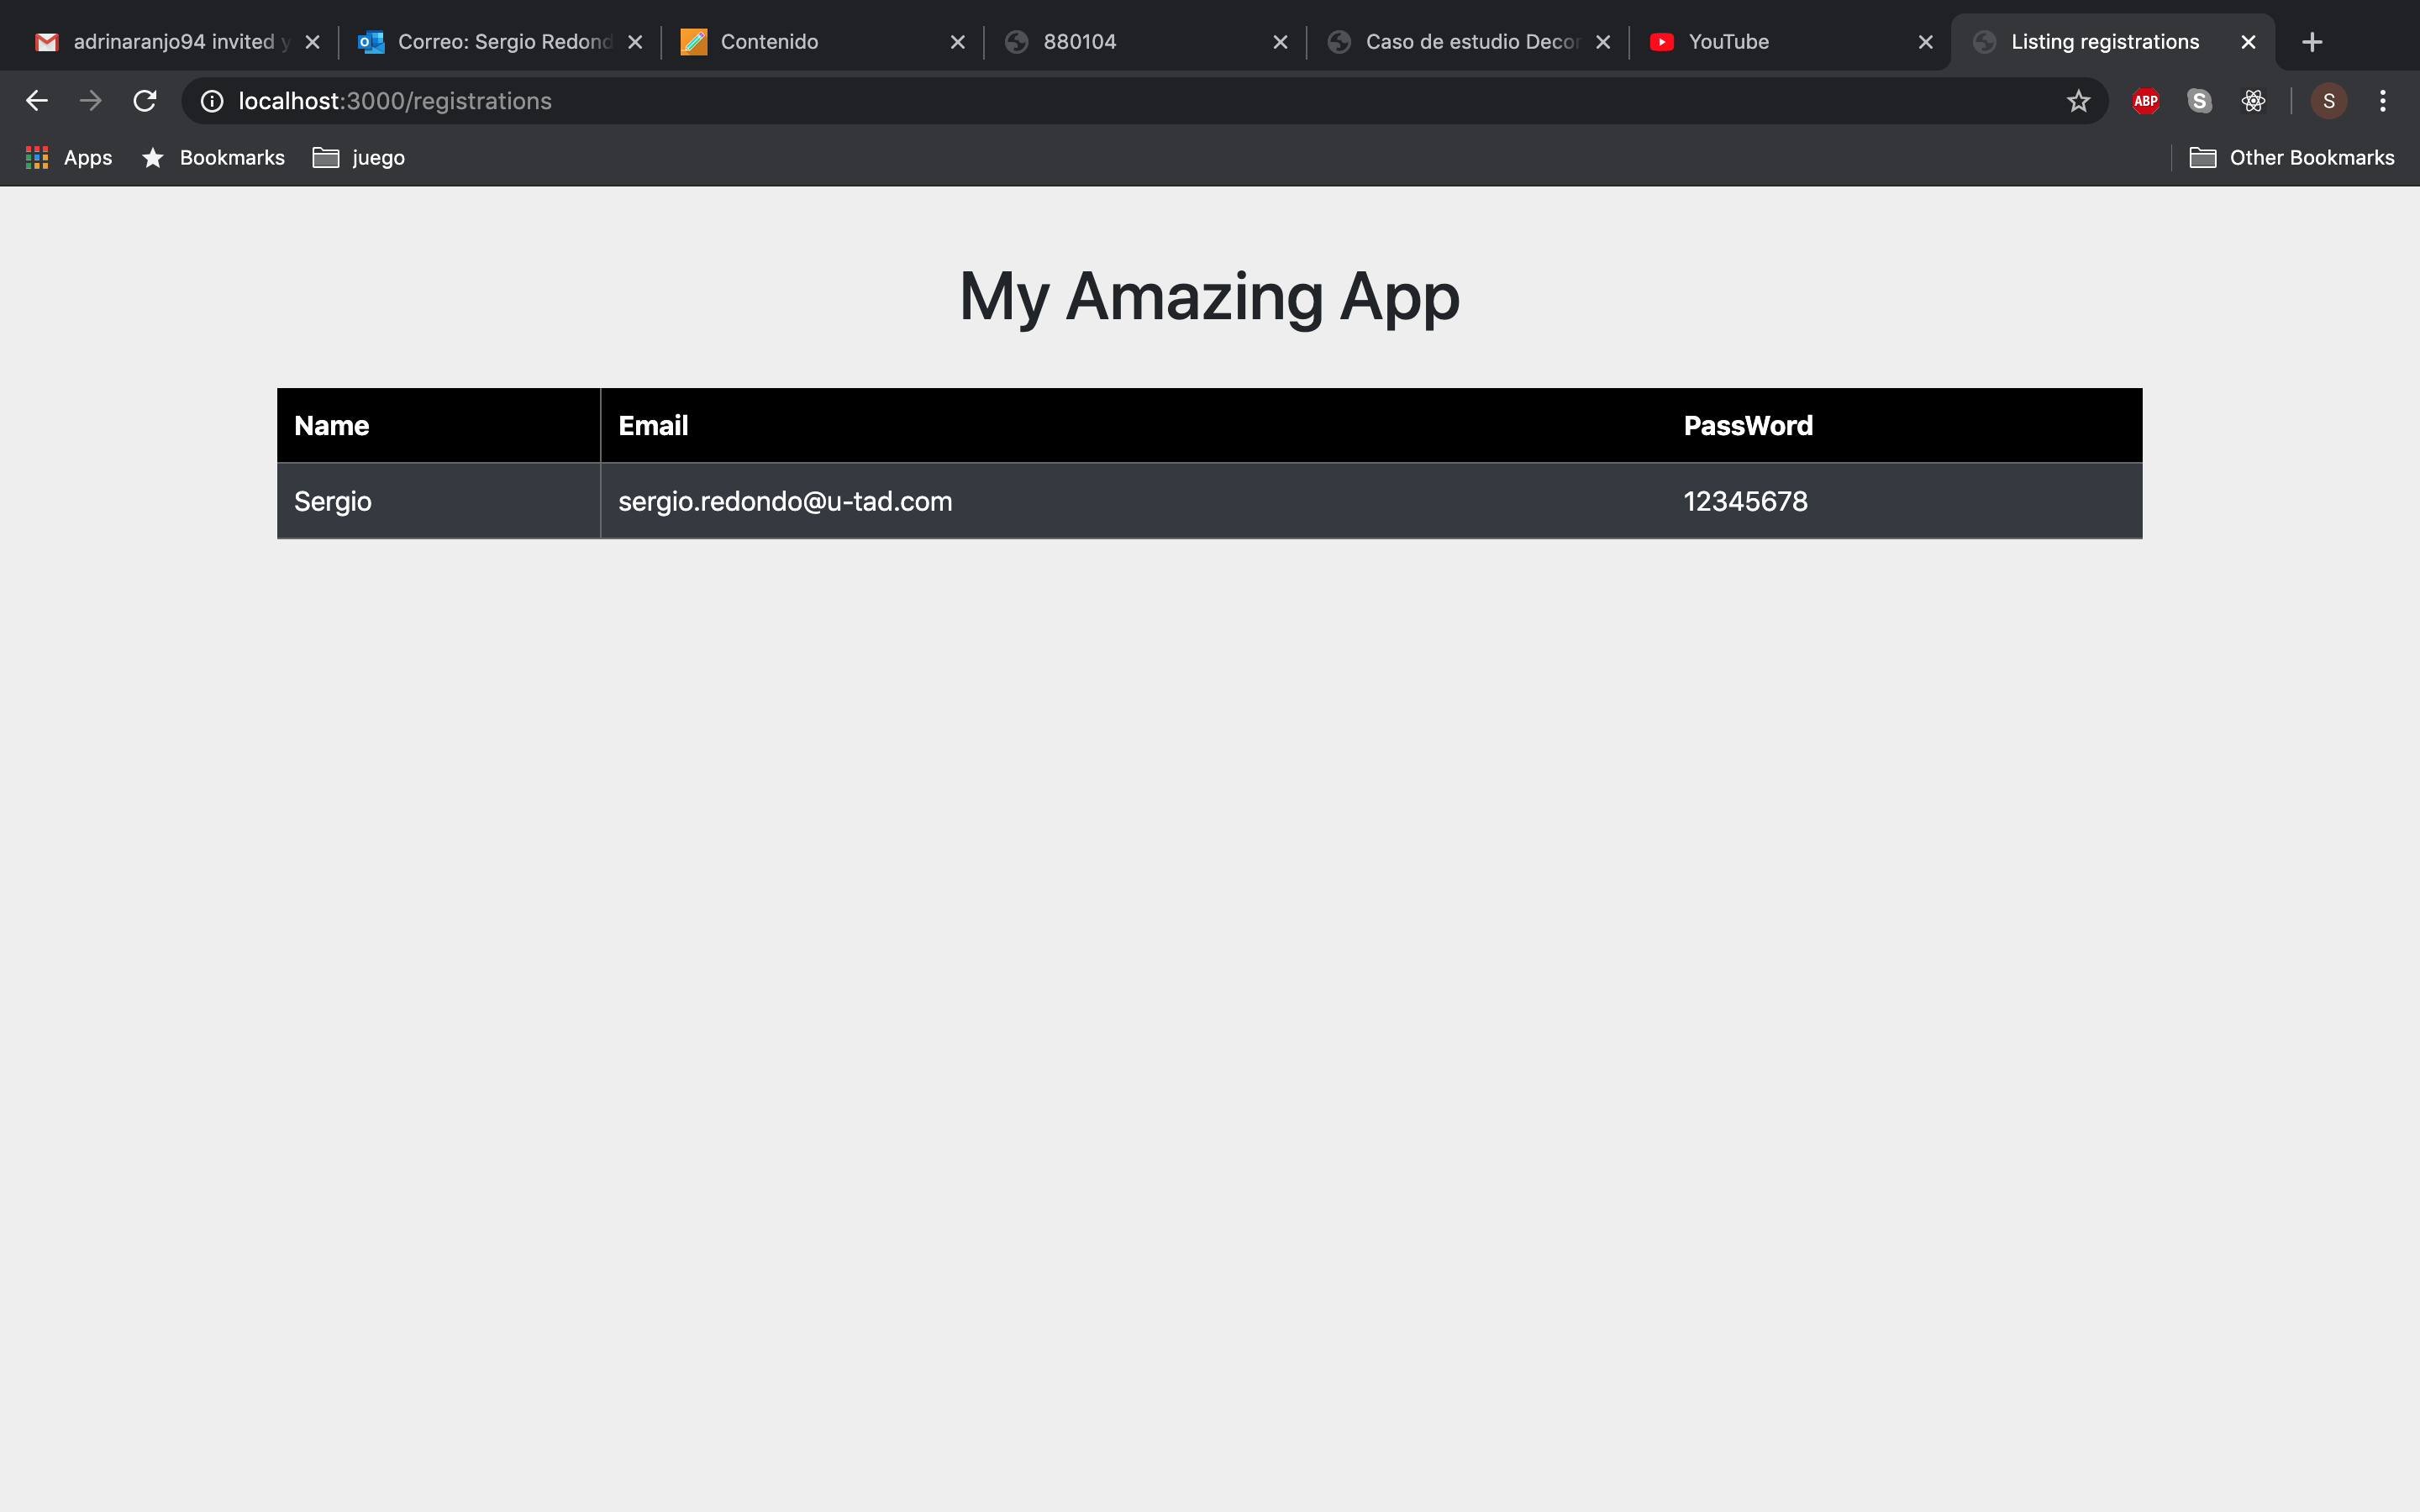 adrinaranjo94 invited y
Correo: Sergio Redond
Contenido
880104
Caso de estudio Decor
YouTube
Listing registrations
localhost:3000/registrations
ABP
S
S
Apps
Bookmarks
juego
Other Bookmarks
My Amazing App
Name Email PassWord
Sergio sergio.redondo@u-tad.com 12345678